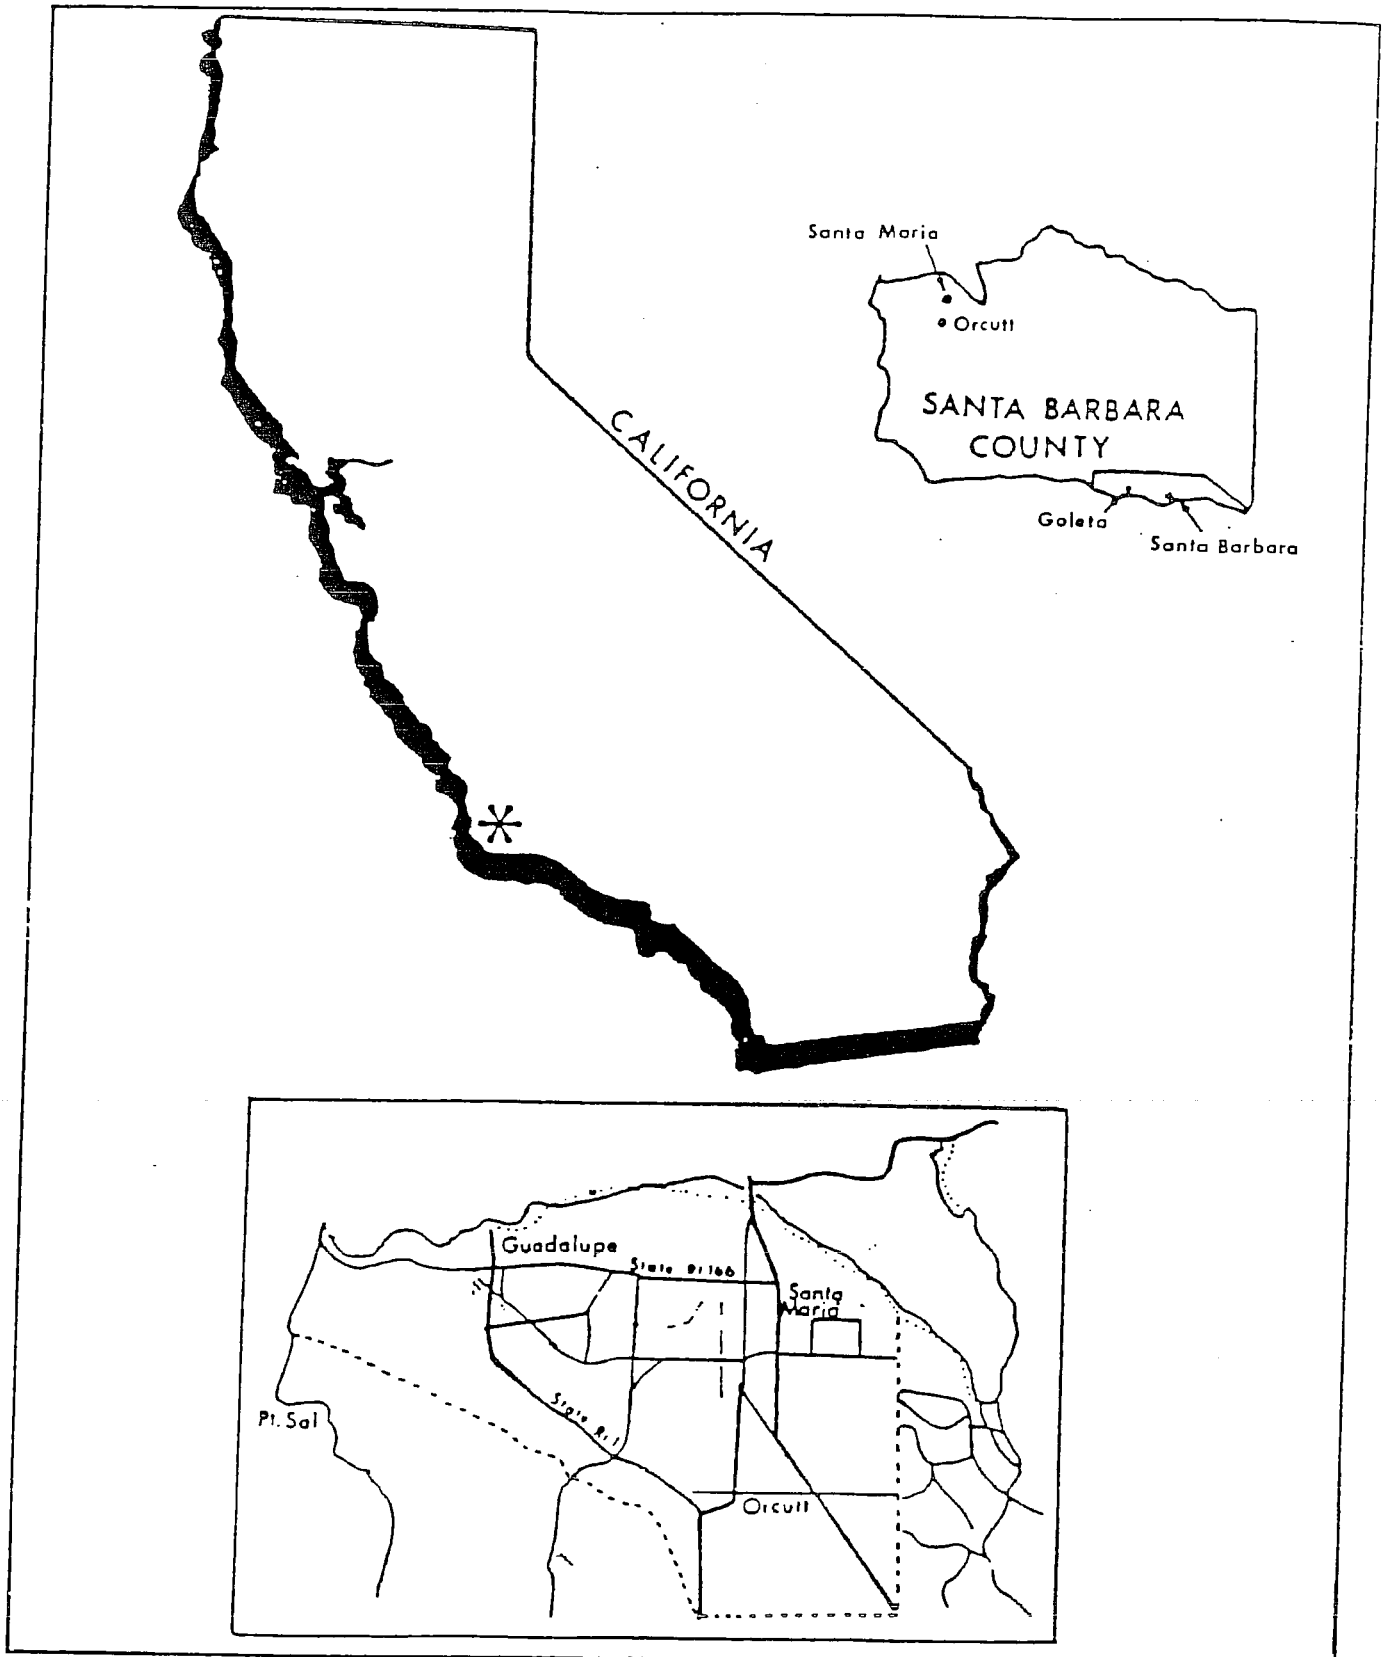 Santa Maria
Orcutt
SANTA BARBARA
COUNTY
Goleta
Santa Barbara
CALIFORNIA
Guadalupe
State Rt.166
Santa
Maria
Pt. Sal
State Rt.1
Orcutt